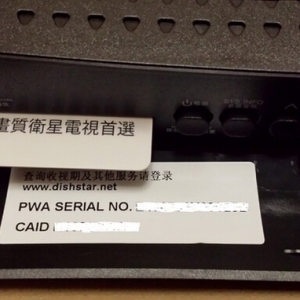 畫質衛星電視首選
查询收视期及其他服务请登录
www.dishstar.net
PWA SERIAL NO.
CAID